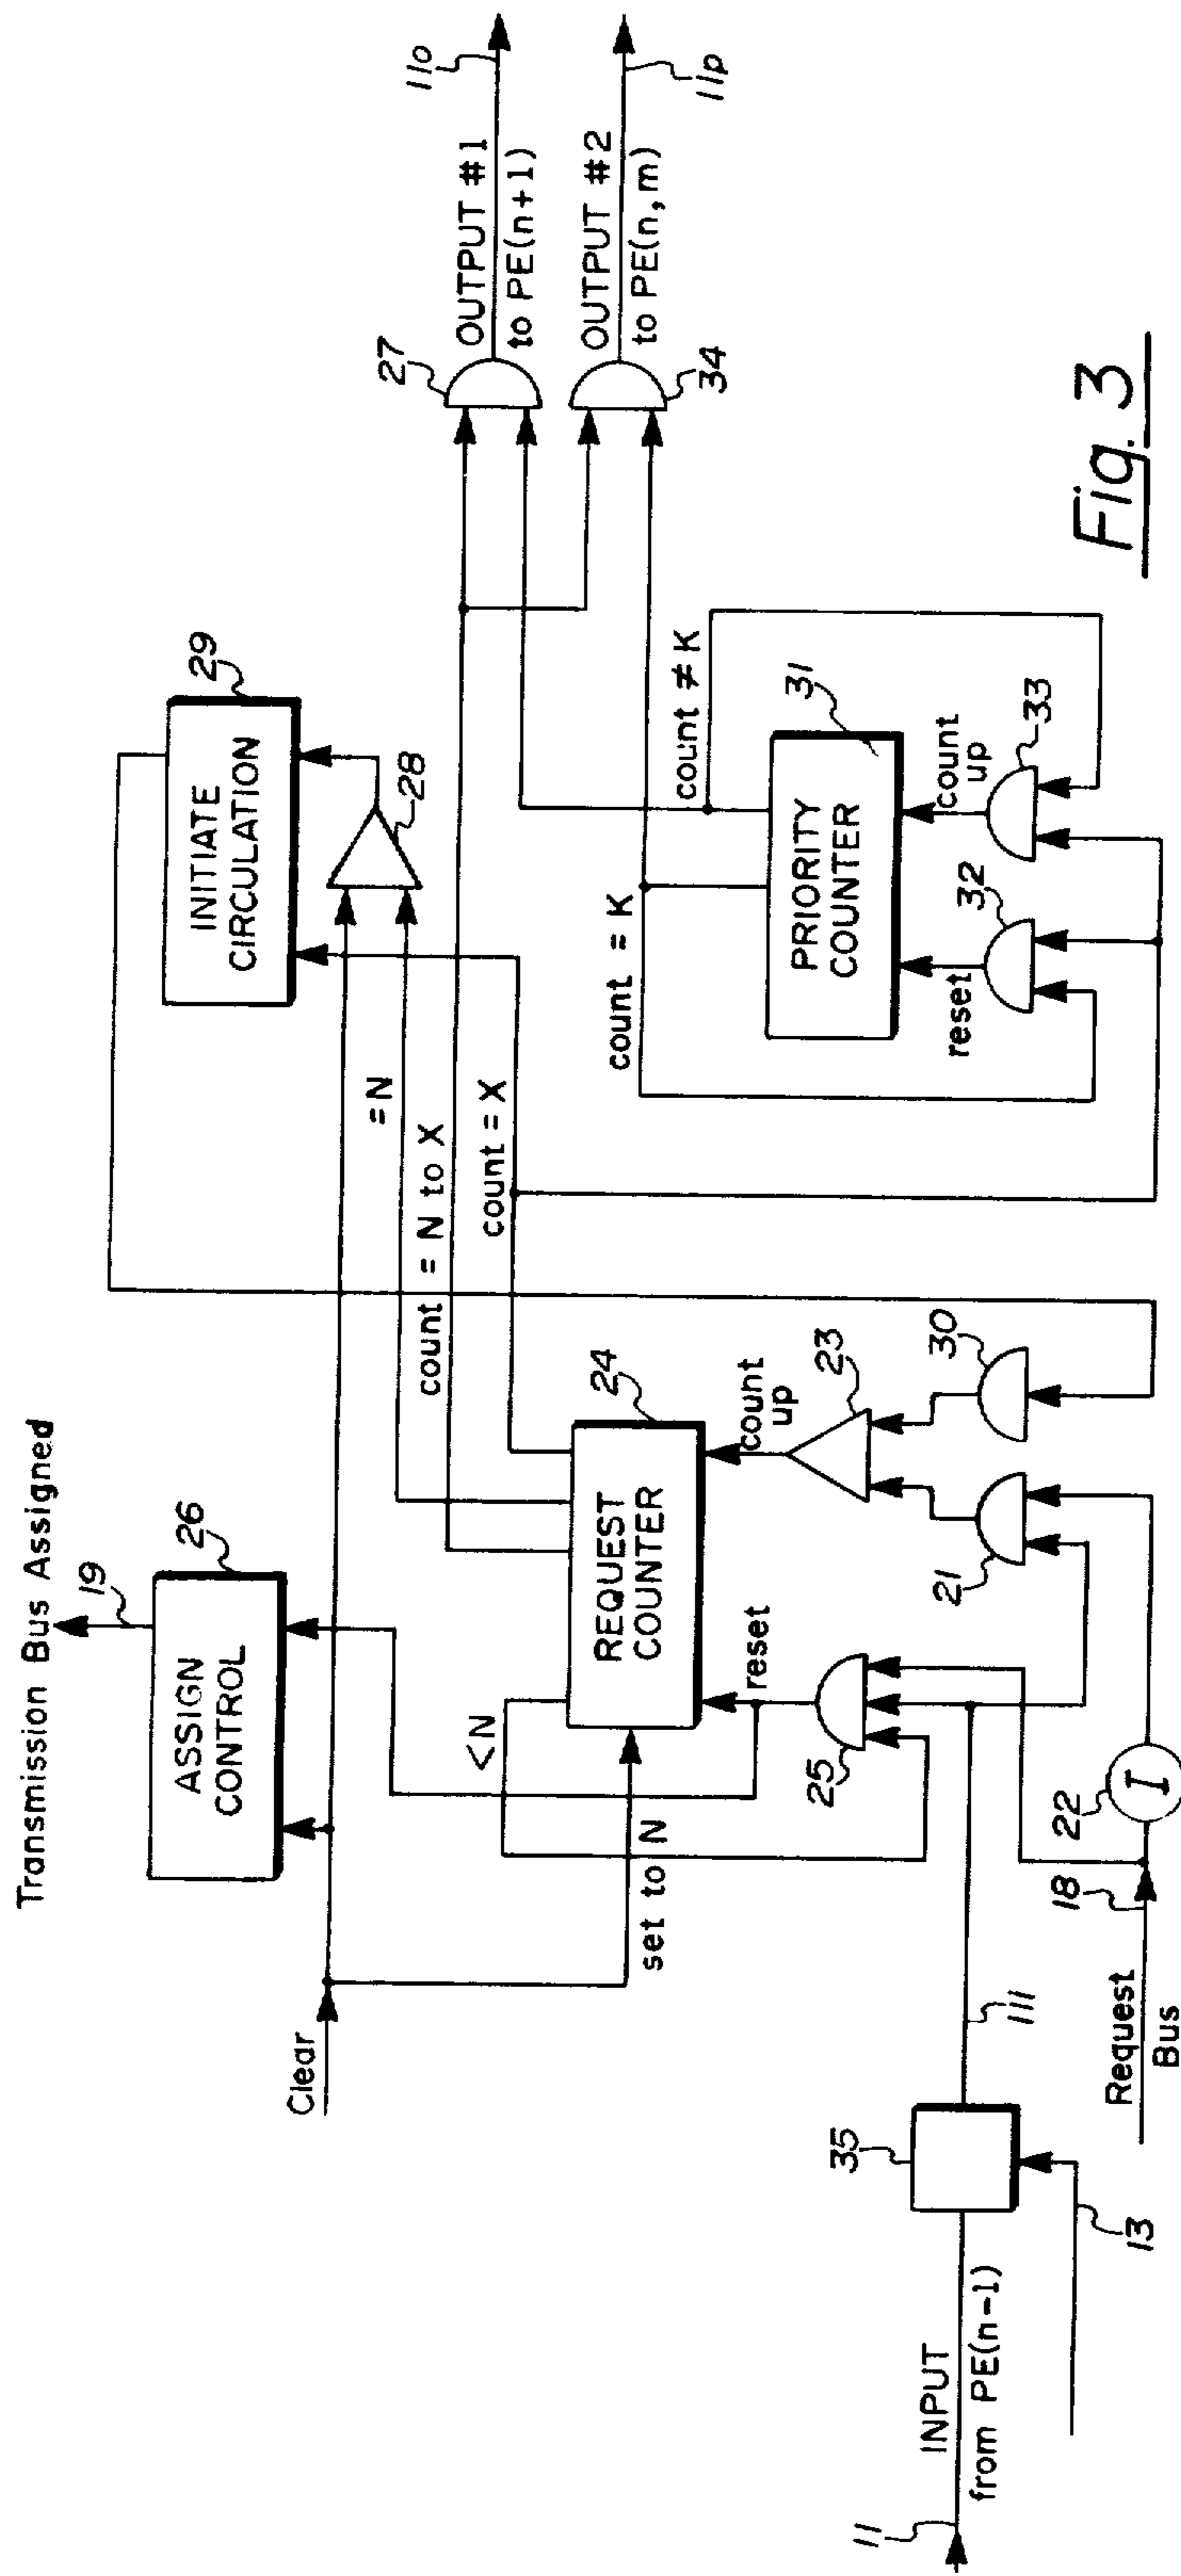 Transmission Bus Assigned
19
26
ASSIGN
CONTROL
Clear
set to N
<N
=N
count = N to X
count = X
REQUEST
COUNTER
24
reset
count
up
23
25
21
30
22
I
18
Request
Bus
INPUT
from PE(n-1)
11
35
13
111
29
INITIATE
CIRCULATION
28
count = K
count ≠ K
PRIORITY
COUNTER
31
reset
32
count
up
33
27
OUTPUT #1
to PE(n+1)
110
OUTPUT #2
to PE(n,m)
11p
34
Fig. 3